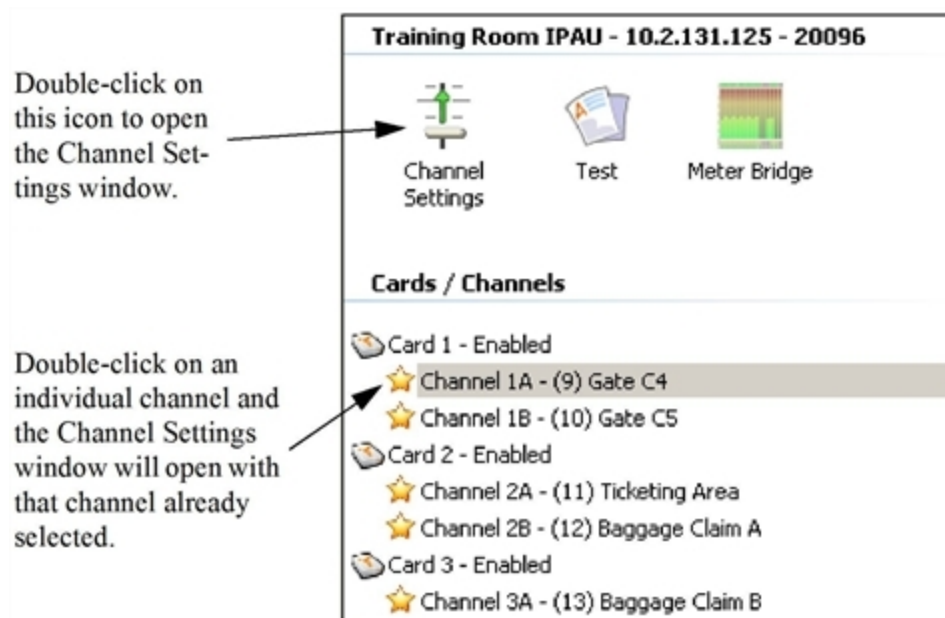 Training Room IPAU - 10.2.131.125 - 20096
Double-click on
this icon to open
the Channel Set-
tings window.
Channel
Settings
Test
Meter Bridge
Cards / Channels
Double-click on an
individual channel and
the Channel Settings
window will open with
that channel already
selected.
Card 1 - Enabled
Channel 1A - (9) Gate C4
Channel 1B - (10) Gate C5
Card 2 - Enabled
Channel 2A - (11) Ticketing Area
Channel 2B - (12) Baggage Claim A
Card 3 - Enabled
Channel 3A - (13) Baggage Claim B